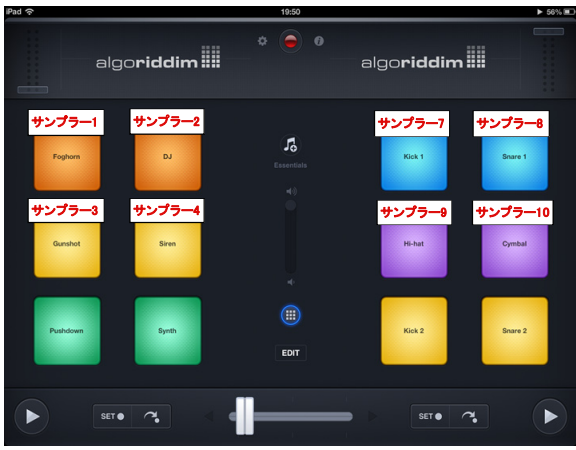 iPad 19:50 56%
algoriddim algoriddim
サンプラー1 サンプラー2 サンプラー7 サンプラー8
Foghorn DJ Essentials Kick 1 Snare 1
サンプラー3 サンプラー4 サンプラー9 サンプラー10
Gunshot Siren Hi-hat Cymbal
Pushdown Synth Kick 2 Snare 2
EDIT
SET SET